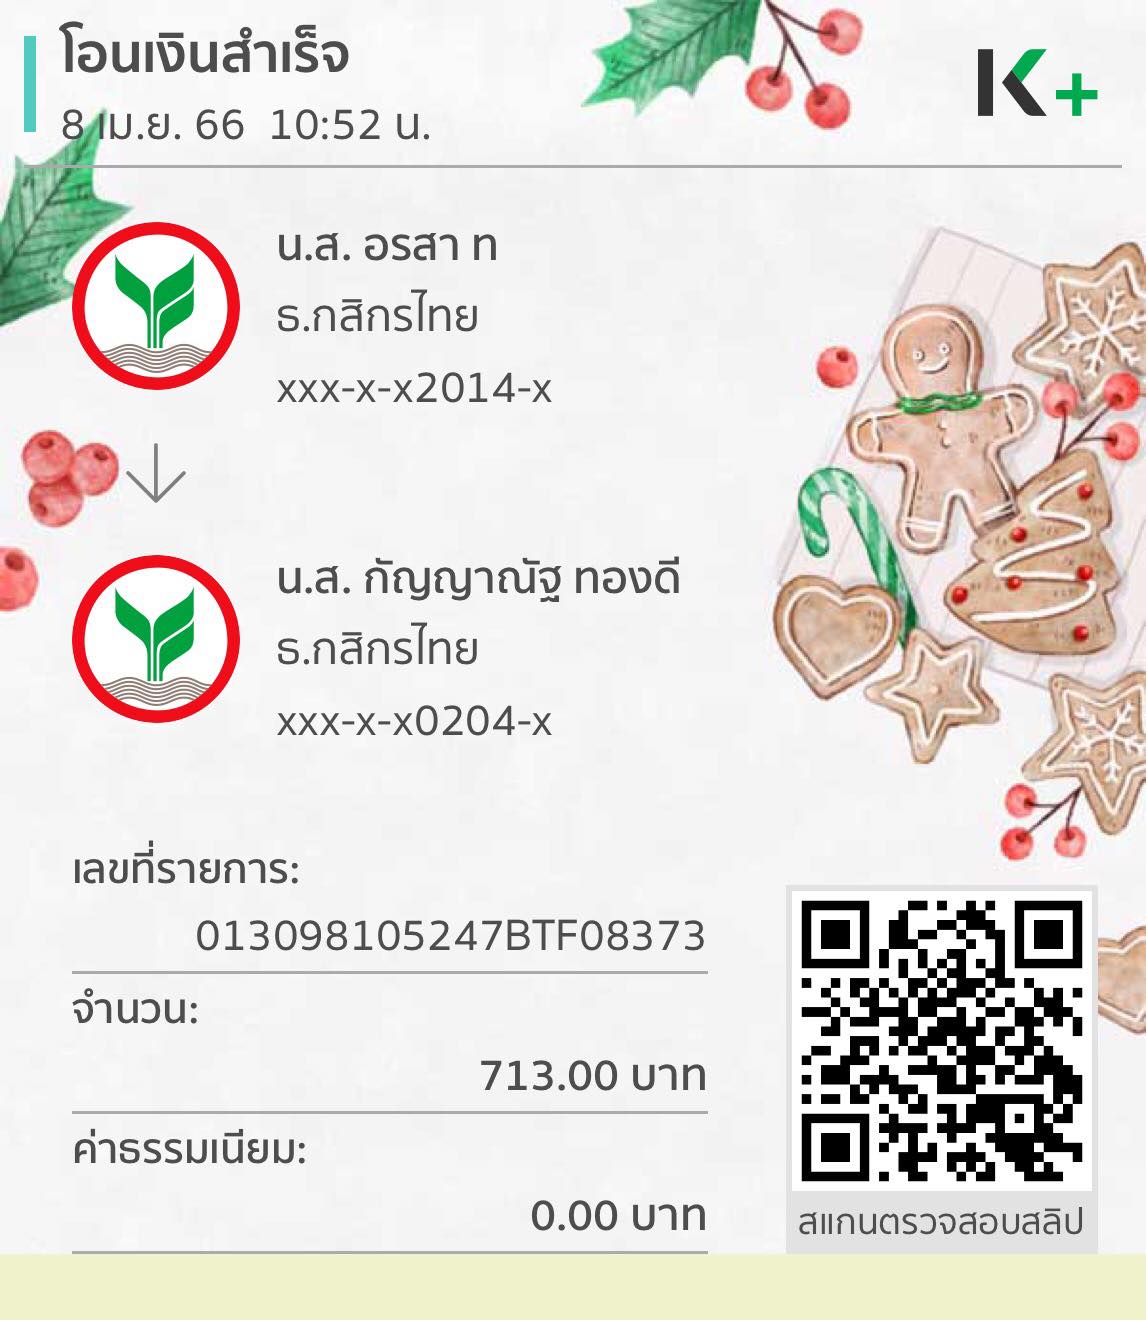 โอนเงินสำเร็จ
8 เม.ย. 66 10:52 น.
K+
น.ส. อรสา ท
ธ.กสิกรไทย
xxx-x-x2014-x
น.ส. กัญญาณัฐ ทองดี
ธ.กสิกรไทย
xxx-x-x0204-x
เลขที่รายการ:
013098105247BTF08373
จำนวน:
713.00 บาท
ค่าธรรมเนียม:
0.00 บาท
สแกนตรวจสอบสลิป